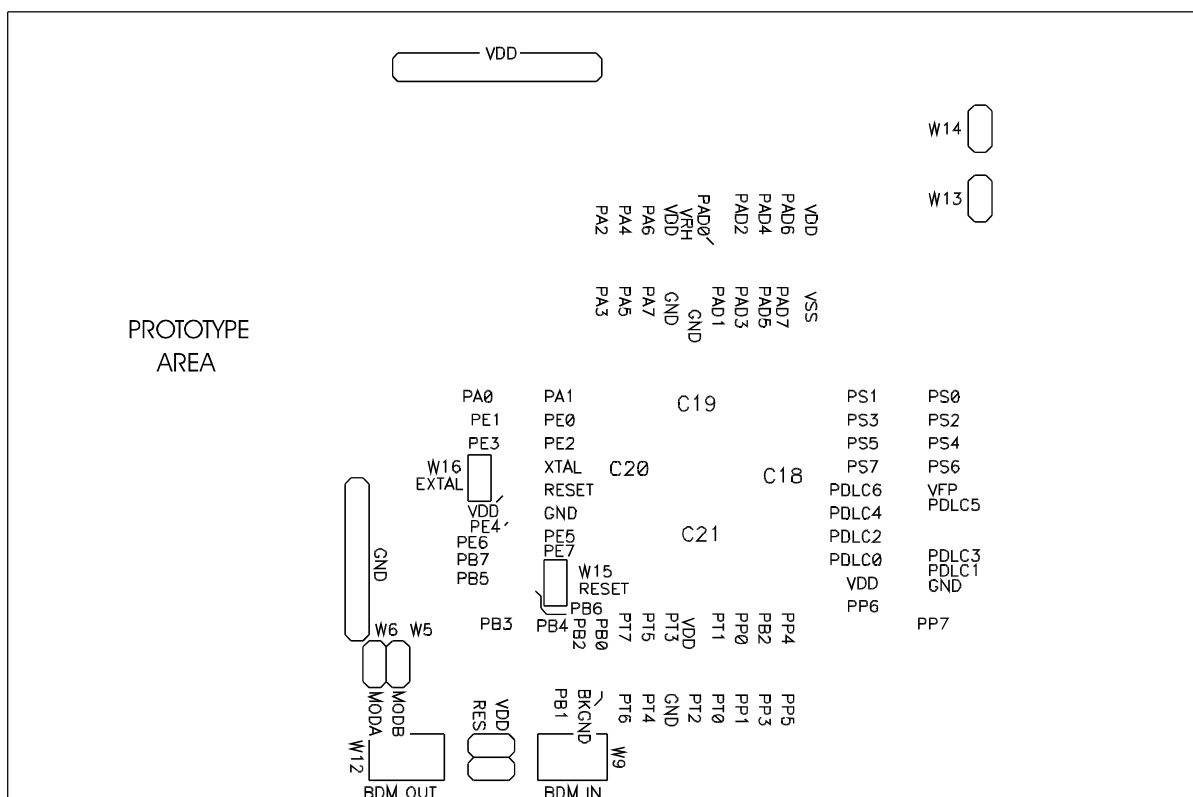 VDD
W14
W13
PA2 PA4 PA6 VDD VRH PAD0 PAD2 PAD4 PAD6 VDD
PA3 PA5 PA7 GND GND PAD1 PAD3 PAD5 PAD7 VSS
PROTOTYPE
AREA
PA0 PA1 C19 PS1 PS0
PE1 PE0 PS3 PS2
PE3 PE2 PS5 PS4
W16 XTAL C20 C18 PS7 PS6
EXTAL RESET PDLC6 VFP
PDLC5
VDD GND PDLC4
PE4
PE6 PE5 C21 PDLC2
PE7
PB7 PDLC0 PDLC3
GND
PB5 W15 PDLC1
RESET VDD GND
PB6 PP6
PB3 PB4 PB2 PB0 PT7 PT5 PT3 VDD PT1 PP0 PB2 PP4 PP7
W6 W5
MODA MODB RES VDD PB1 BKGND PT6 PT4 GND PT2 PT0 PP1 PP3 PP5
W12 W9
BDM OUT BDM IN